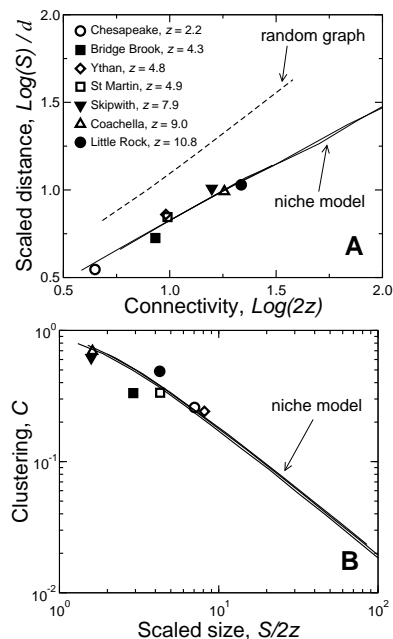 Scaled distance, Log(S) / d
2.0
1.5
1.0
0.5
0.5
1.0
1.5
2.0
Chesapeake, z = 2.2
Bridge Brook, z = 4.3
Ythan, z = 4.8
St Martin, z = 4.9
Skipwith, z = 7.9
Coachella, z = 9.0
Little Rock, z = 10.8
random graph
niche model
A
Connectivity, Log(2z)
Clustering, C
10^0
10^-1
10^-2
niche model
B
10^0
10^1
10^2
Scaled size, S/2z